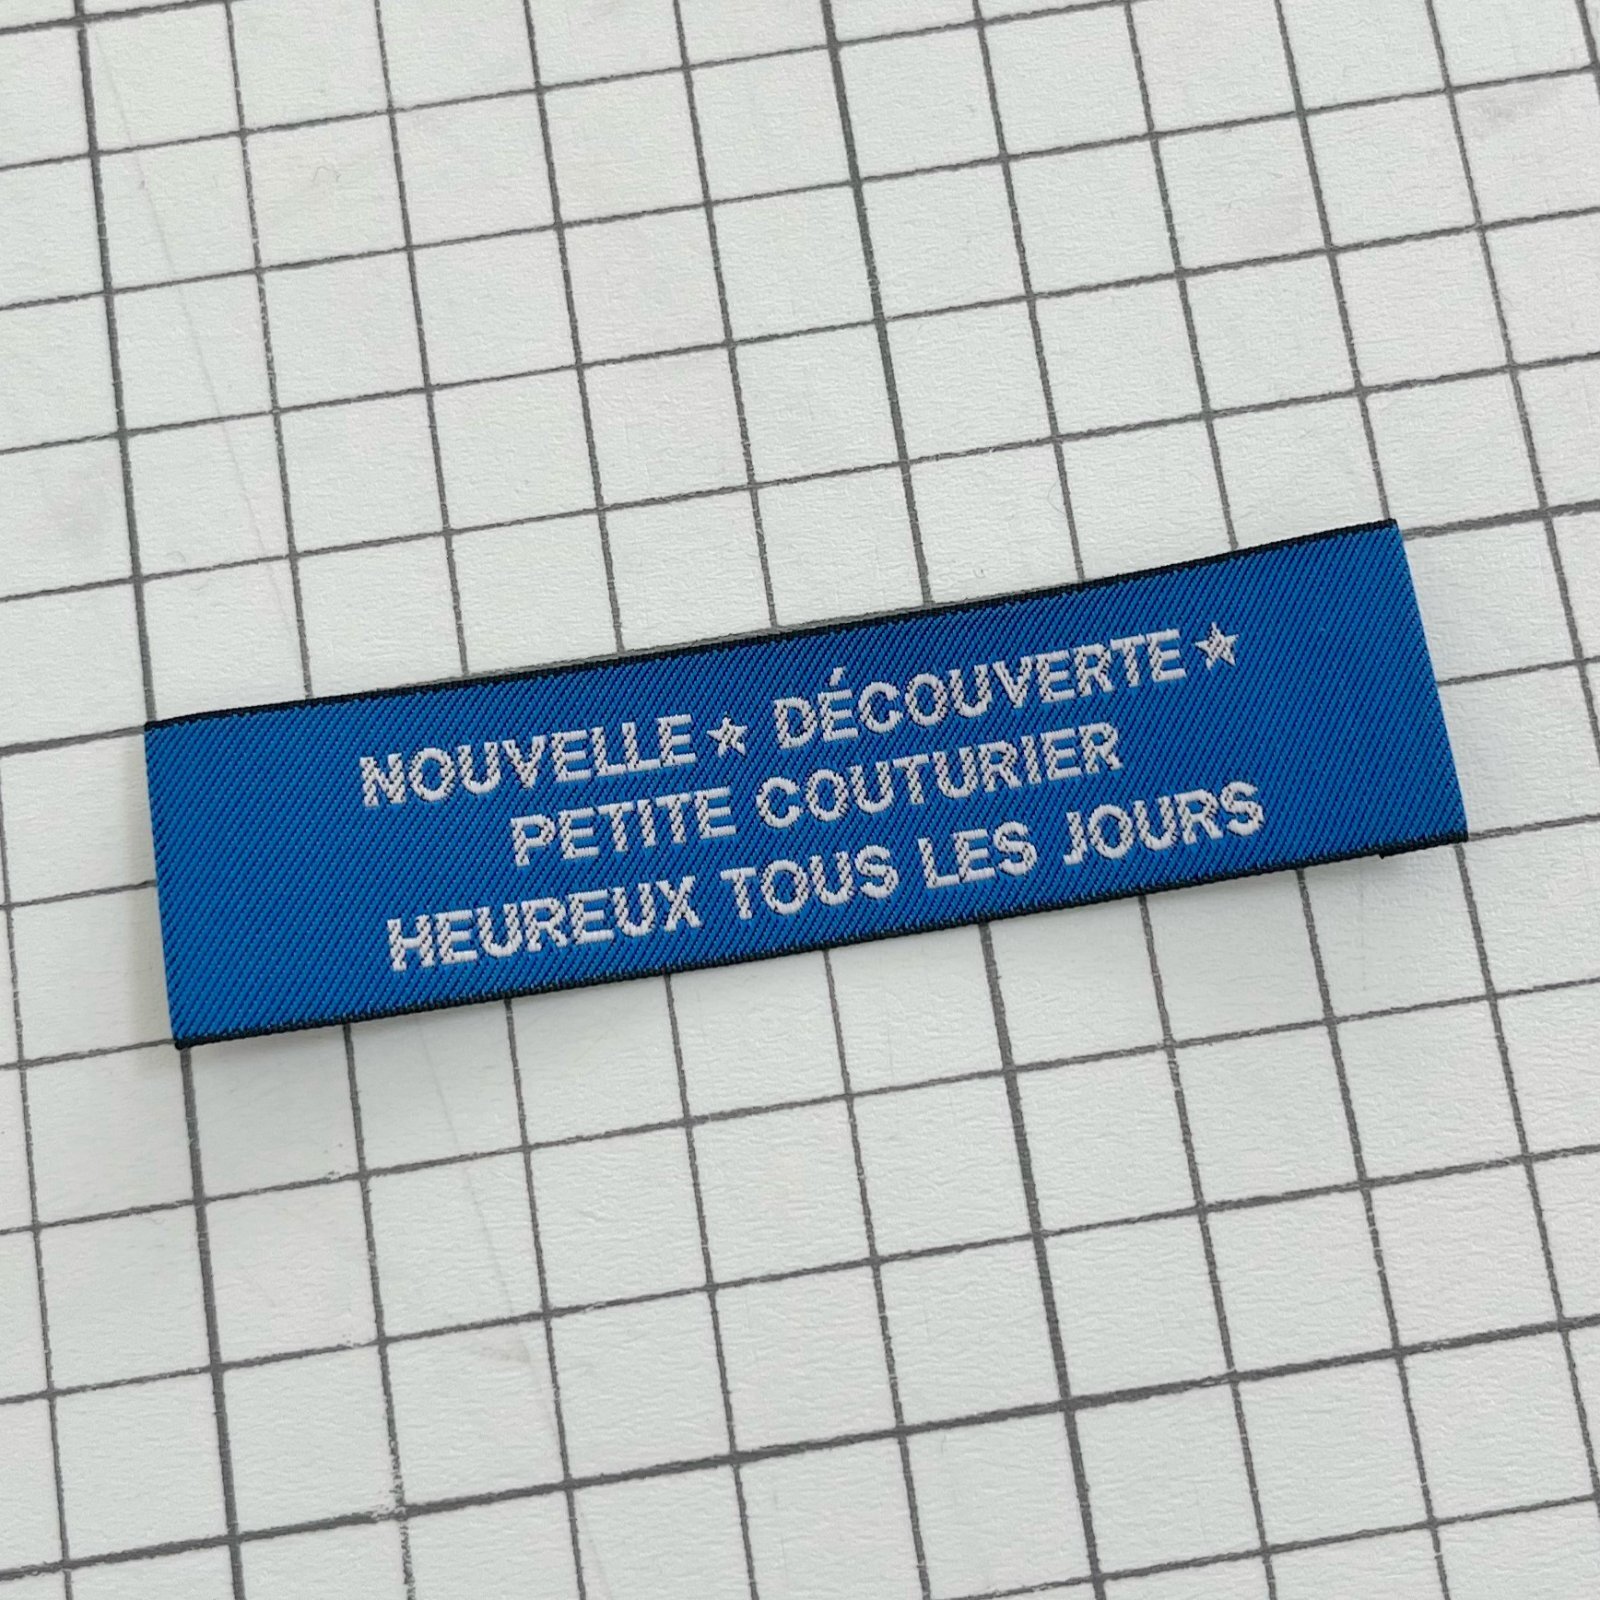 NOUVELLE★ DÉCOUVERTE★
PETITE COUTURIER
HEUREUX TOUS LES JOURS